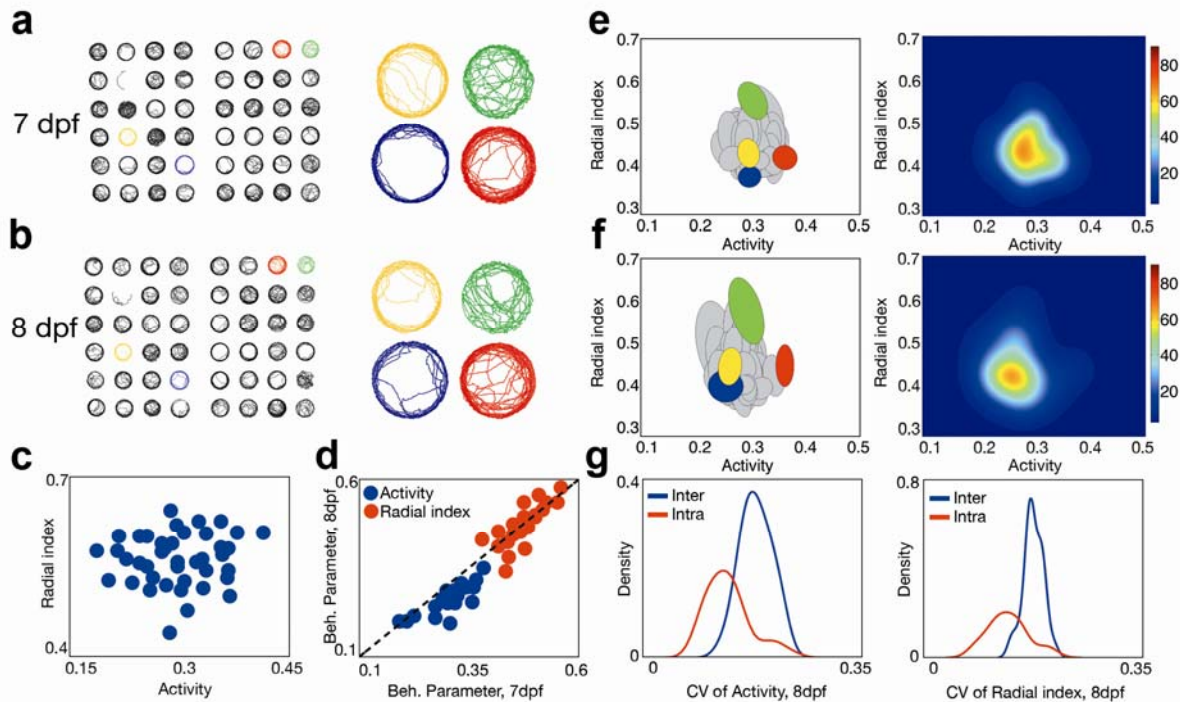 a
7 dpf
b
8 dpf
c
0.7
Radial index
0.4
0.15
0.3
0.45
Activity
d
0.6
Beh. Parameter, 8dpf
0.1
Activity
Radial index
0.1
0.35
0.6
Beh. Parameter, 7dpf
e
0.7
0.6
0.5
0.4
0.3
Radial index
0.1
0.2
0.3
0.4
0.5
Activity
0.7
0.6
0.5
0.4
0.3
Radial index
0.1
0.2
0.3
0.4
0.5
Activity
80
60
40
20
f
0.7
0.6
0.5
0.4
0.3
Radial index
0.1
0.2
0.3
0.4
0.5
Activity
0.7
0.6
0.5
0.4
0.3
Radial index
0.1
0.2
0.3
0.4
0.5
Activity
80
60
40
20
g
0.4
Density
0
Inter
Intra
0
0.35
CV of Activity, 8dpf
0.8
Density
0
Inter
Intra
0
0.35
CV of Radial index, 8dpf